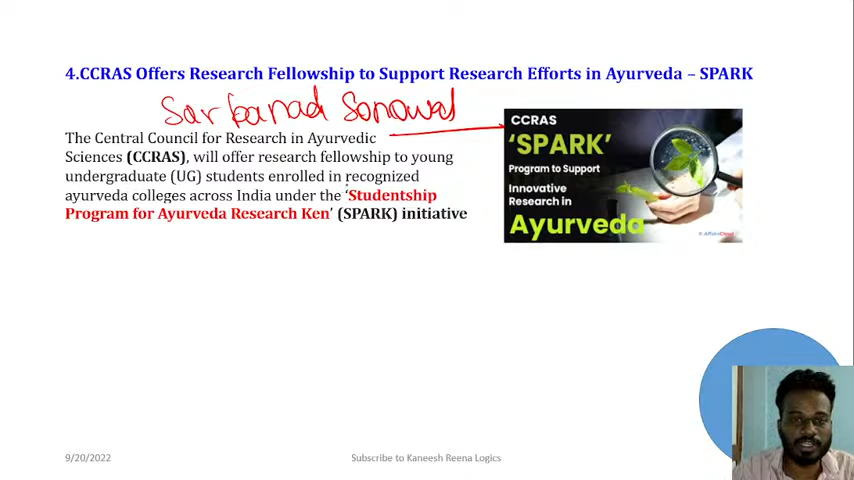 4.CCRAS Offers Research Fellowship to Support Research Efforts in Ayurveda – SPARK
Sarbanad Sonowal
The Central Council for Research in Ayurvedic
Sciences (CCRAS), will offer research fellowship to young
undergraduate (UG) students enrolled in recognized
ayurveda colleges across India under the ‘Studentship
Program for Ayurveda Research Ken’ (SPARK) initiative
CCRAS
‘SPARK’
Program to Support
Innovative
Research in
Ayurveda
AffairsCloud
9/20/2022
Subscribe to Kaneesh Reena Logics